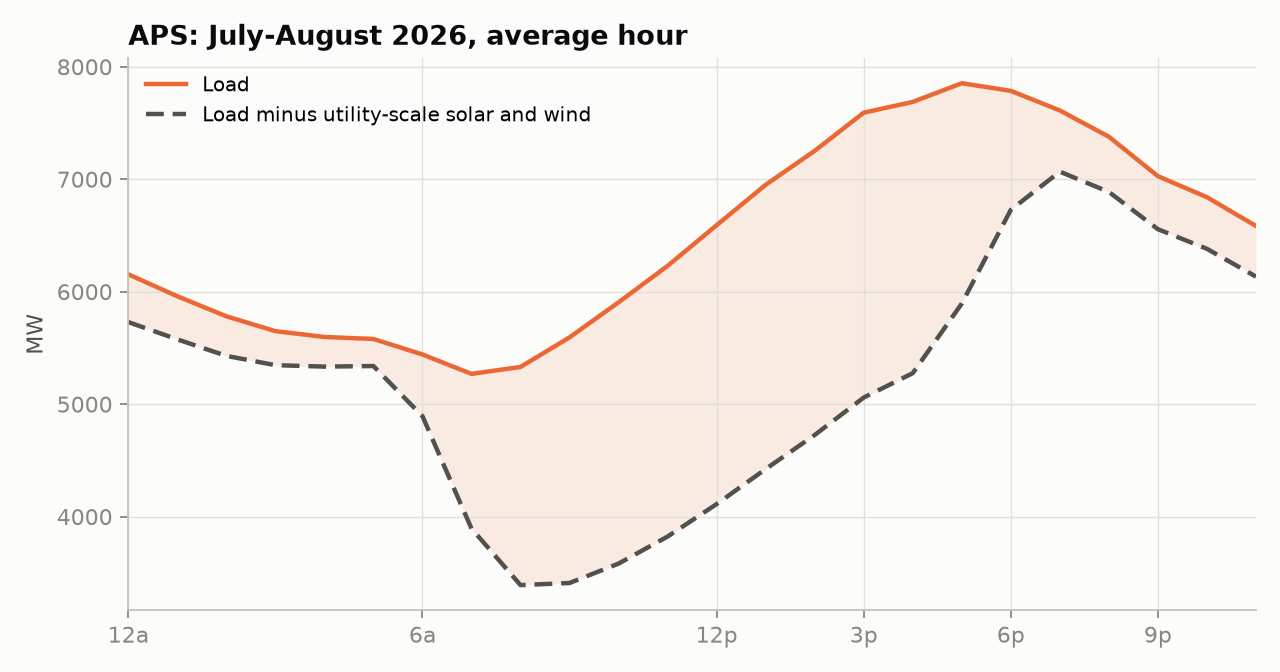 APS: July-August 2026, average hour
Load
Load minus utility-scale solar and wind
MW
8000
7000
6000
5000
4000
12a 6a 12p 3p 6p 9p